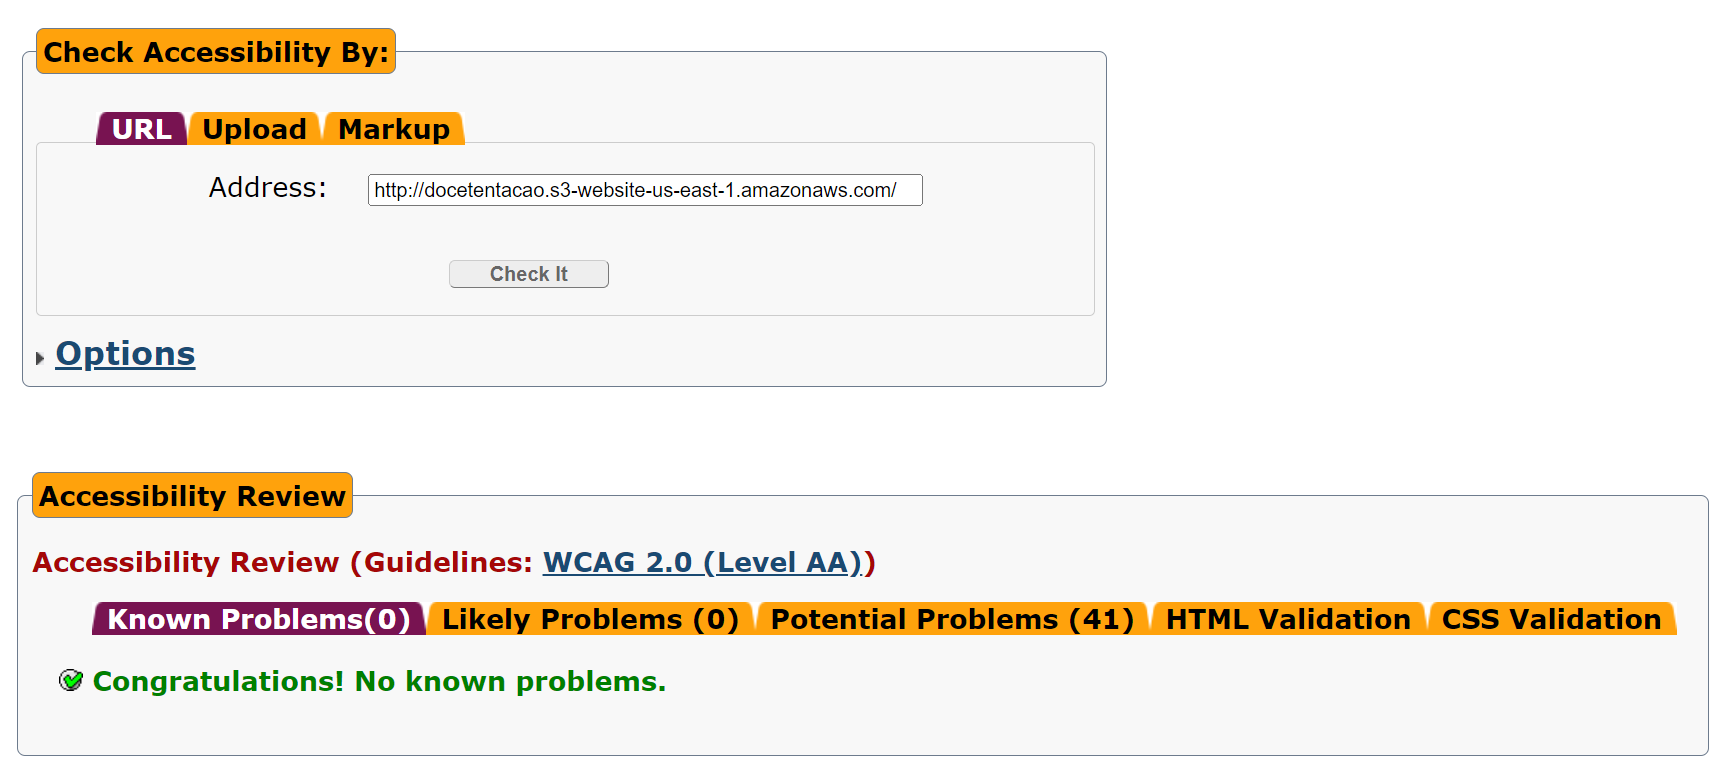 Check Accessibility By:
URL Upload Markup
Address: http://docetentacao.s3-website-us-east-1.amazonaws.com/
Check It
Options
Accessibility Review
Accessibility Review (Guidelines: WCAG 2.0 (Level AA))
Known Problems(0) Likely Problems (0) Potential Problems (41) HTML Validation CSS Validation
Congratulations! No known problems.